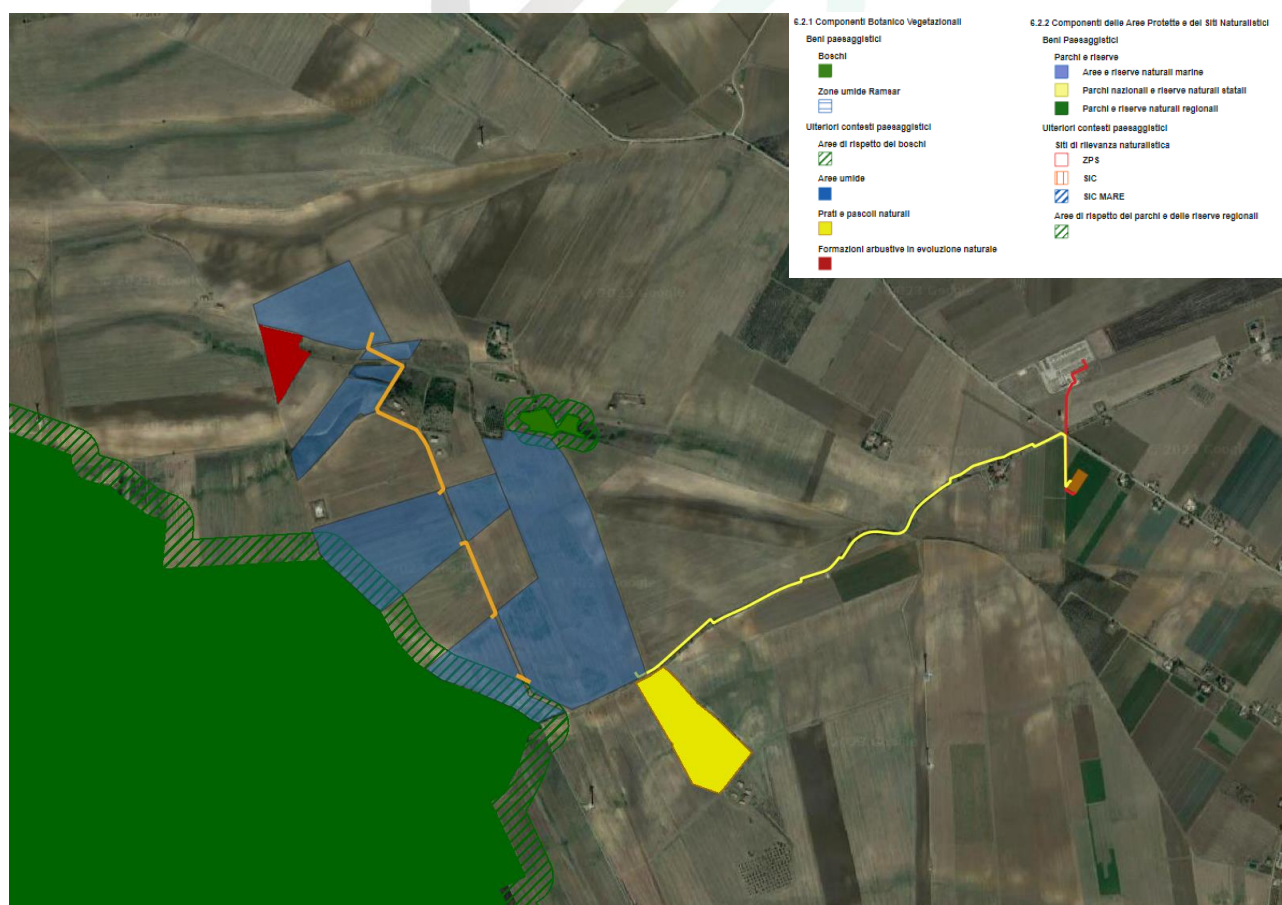 6.2.1 Componenti Botanico Vegetazionali
Beni paesaggistici
Boschi
Zone umide Ramsar
Ulteriori contesti paesaggistici
Aree di rispetto dei boschi
Aree umide
Prati e pascoli naturali
Formazioni arbustive in evoluzione naturale
6.2.2 Componenti delle Aree Protette e dei Siti Naturalistici
Beni Paesaggistici
Parchi e riserve
Aree e riserve naturali marine
Parchi nazionali e riserve naturali statali
Parchi e riserve naturali regionali
Ulteriori contesti paesaggistici
Siti di rilevanza naturalistica
ZPS
SIC
SIC MARE
Aree di rispetto dei parchi e delle riserve regionali